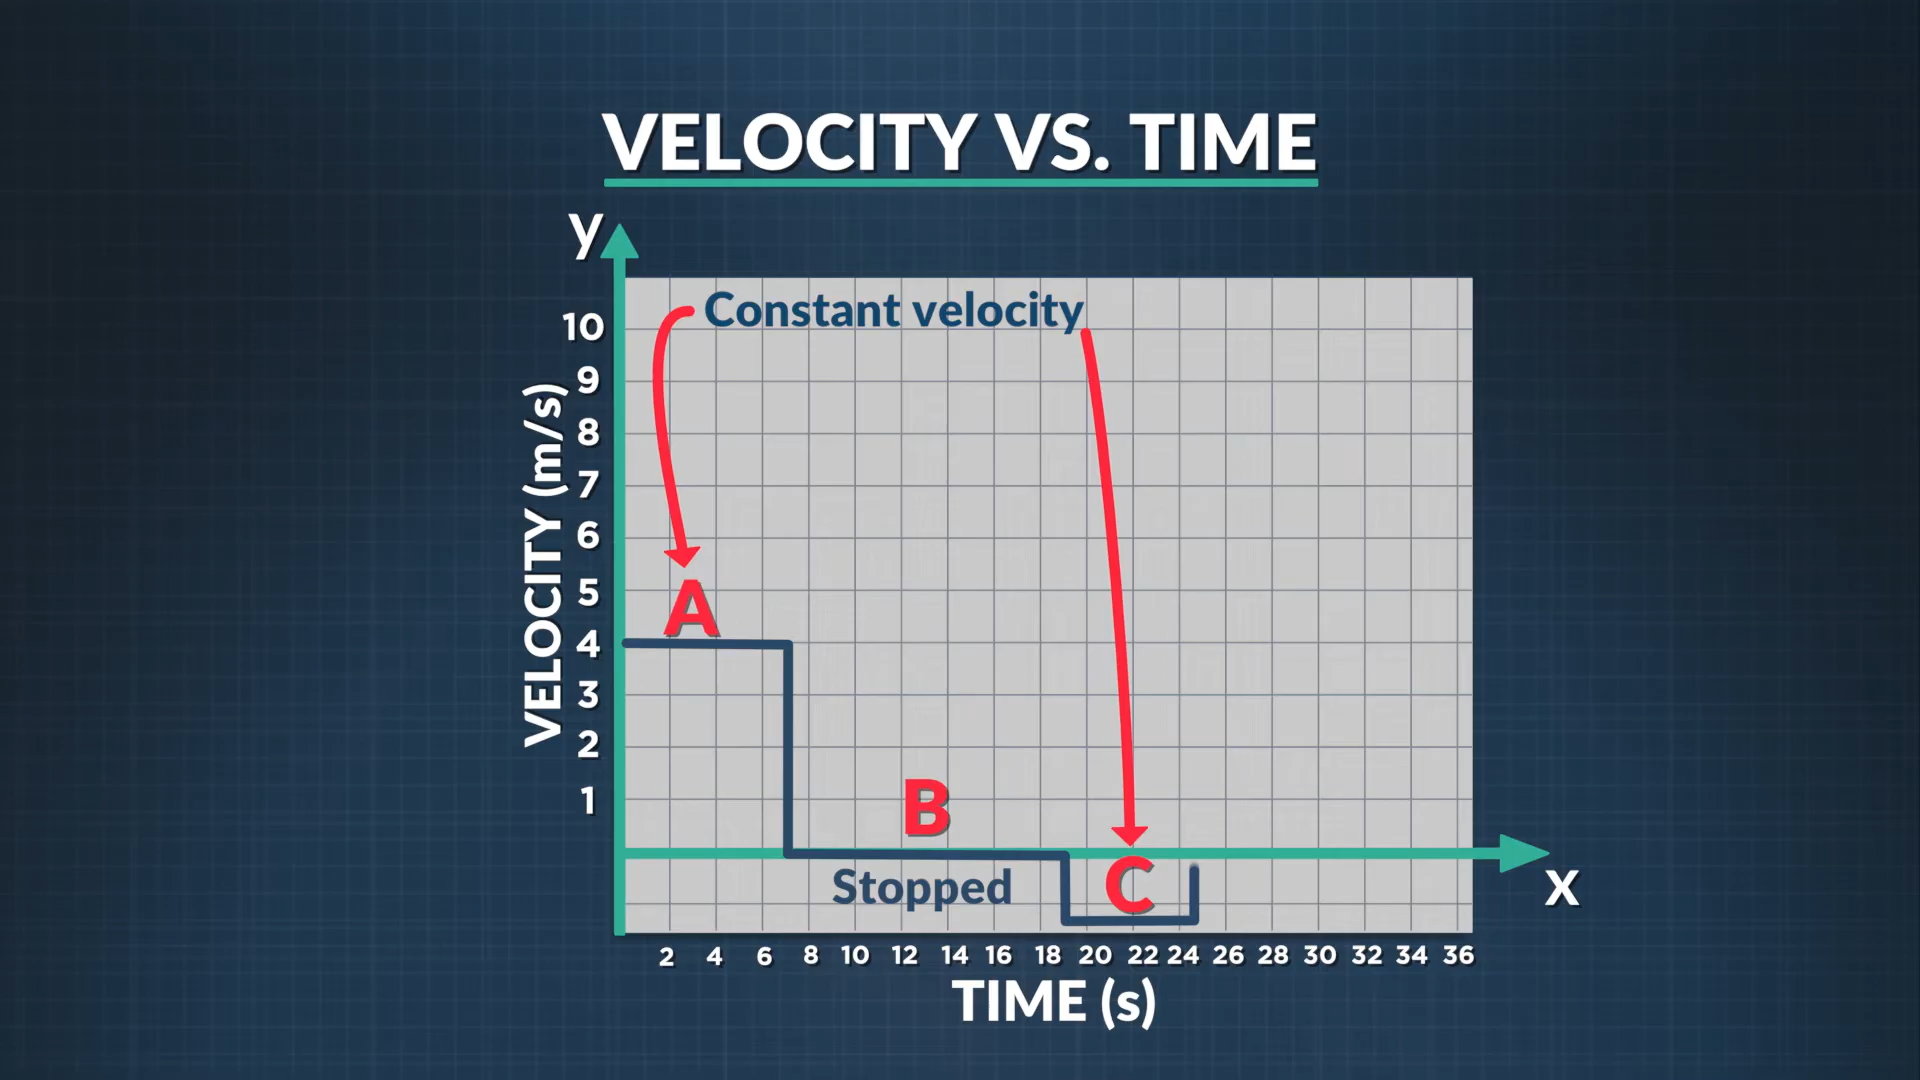 VELOCITY VS. TIME
y
Constant velocity
10
9
8
7
6
5
4
3
2
1
VELOCITY (m/s)
A
B
C
Stopped
x
2 4 6 8 10 12 14 16 18 20 22 24 26 28 30 32 34 36
TIME (s)